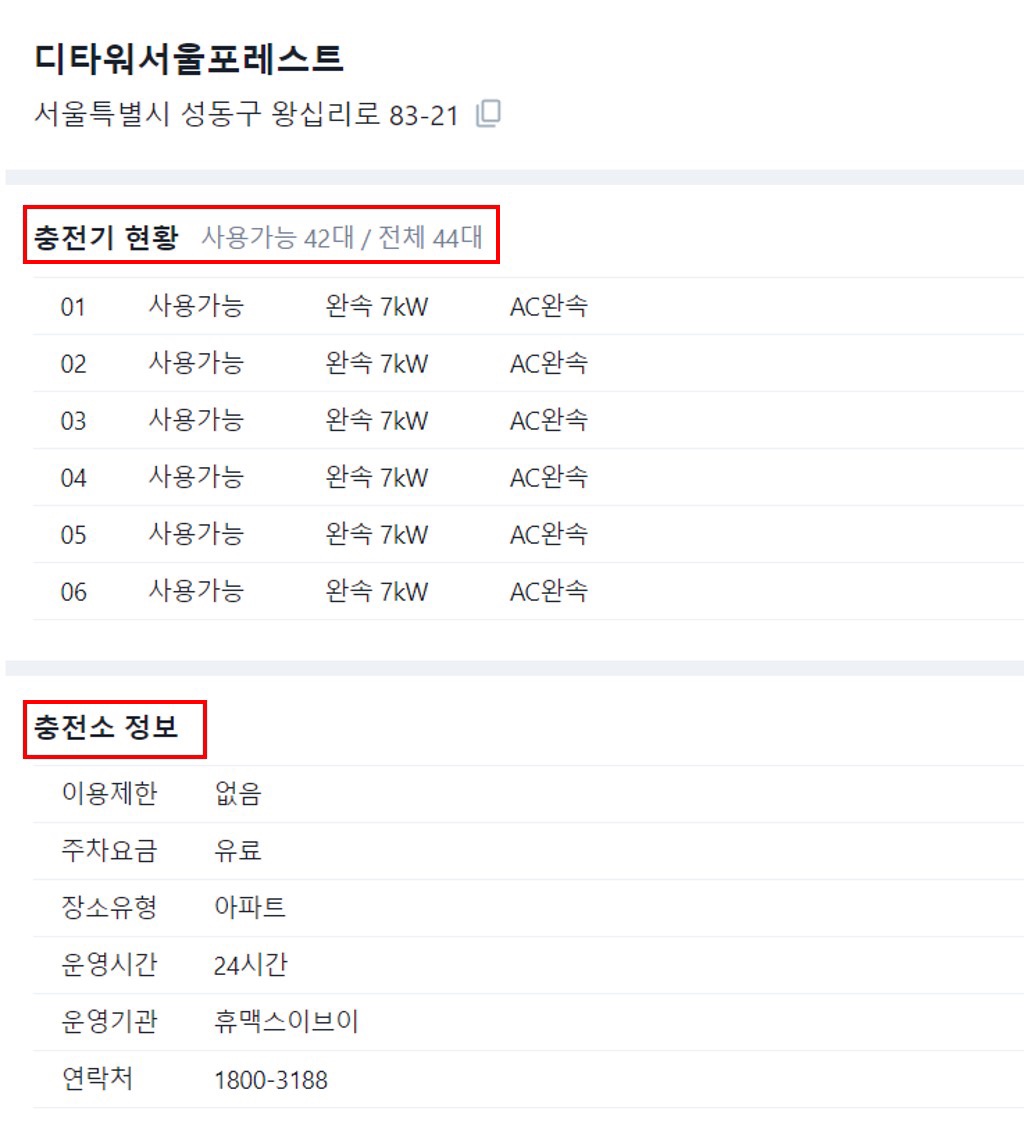 디타워서울포레스트
서울특별시 성동구 왕십리로 83-21
충전기 현황 사용가능 42대 / 전체 44대
01 사용가능 완속 7kW AC완속
02 사용가능 완속 7kW AC완속
03 사용가능 완속 7kW AC완속
04 사용가능 완속 7kW AC완속
05 사용가능 완속 7kW AC완속
06 사용가능 완속 7kW AC완속
충전소 정보
이용제한 없음
주차요금 유료
장소유형 아파트
운영시간 24시간
운영기관 휴맥스이브이
연락처 1800-3188